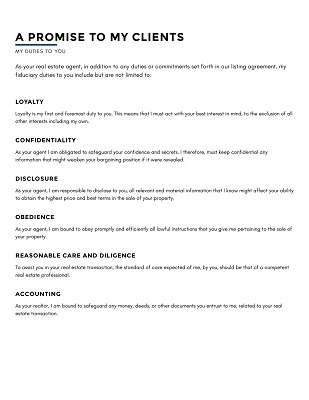 A PROMISE TO MY CLIENTS
MY DUTIES TO YOU
As your real estate agent, in addition to any duties or commitments set forth in our listing agreement, my
fiduciary duties to you include but are not limited to:
LOYALTY
Loyalty is my first and foremost duty to you. This means that I must act with your best interest in mind, to the exclusion of all
other interests including my own.
CONFIDENTIALITY
As your agent I am obligated to safeguard your confidence and secrets. I therefore, must keep confidential any
information that might weaken your bargaining position if it were revealed.
DISCLOSURE
As your agent, I am responsible to disclose to you, all relevant and material information that I know might affect your ability
to obtain the highest price and best terms in the sale of your property.
OBEDIENCE
As your agent, I am bound to obey promptly and efficiently all lawful instructions that you give me pertaining to the sale of
your property.
REASONABLE CARE AND DILIGENCE
To assist you in your real estate transaction, the standard of care expected of me, by you, should be that of a competent
real estate professional.
ACCOUNTING
As your realtor, I am bound to safeguard any money, deeds, or other documents you entrust to me, related to your real
estate transaction.